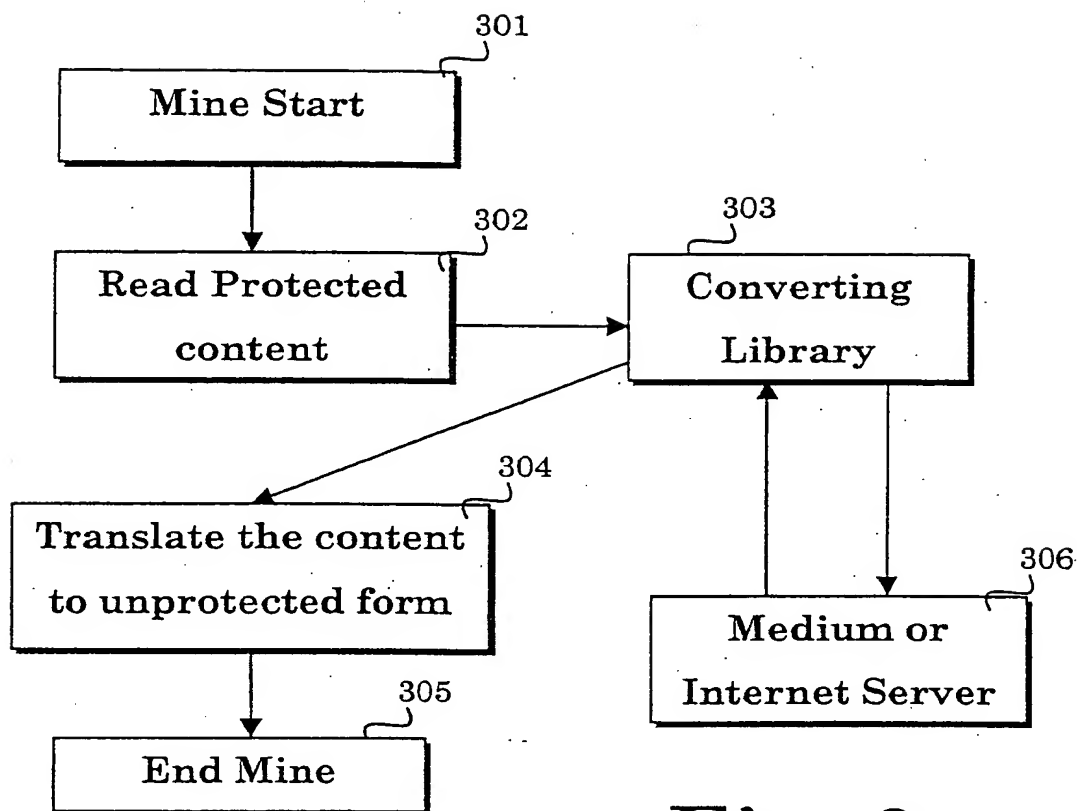 301
Mine Start
302
Read Protected
content
303
Converting
Library
304
Translate the content
to unprotected form
306
Medium or
Internet Server
305
End Mine